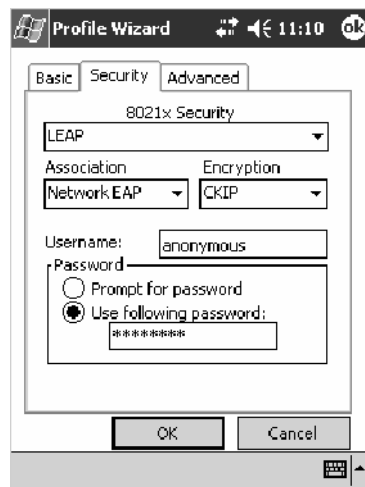 Profile Wizard 11:10 ok
Basic Security Advanced
8021x Security
LEAP
Association Encryption
Network EAP CKIP
Username: anonymous
Password
Prompt for password
Use following password:
********
OK Cancel